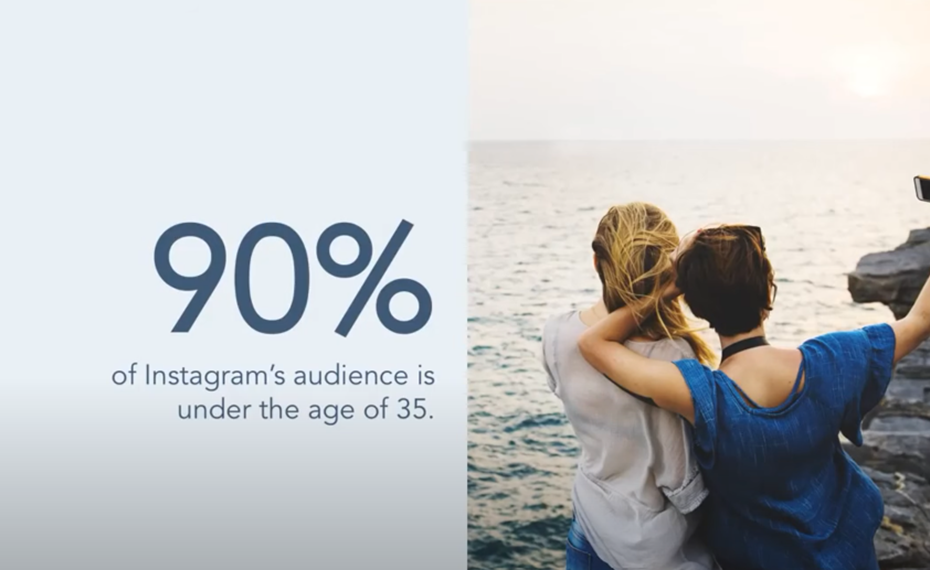 90%
of Instagram’s audience is
under the age of 35.